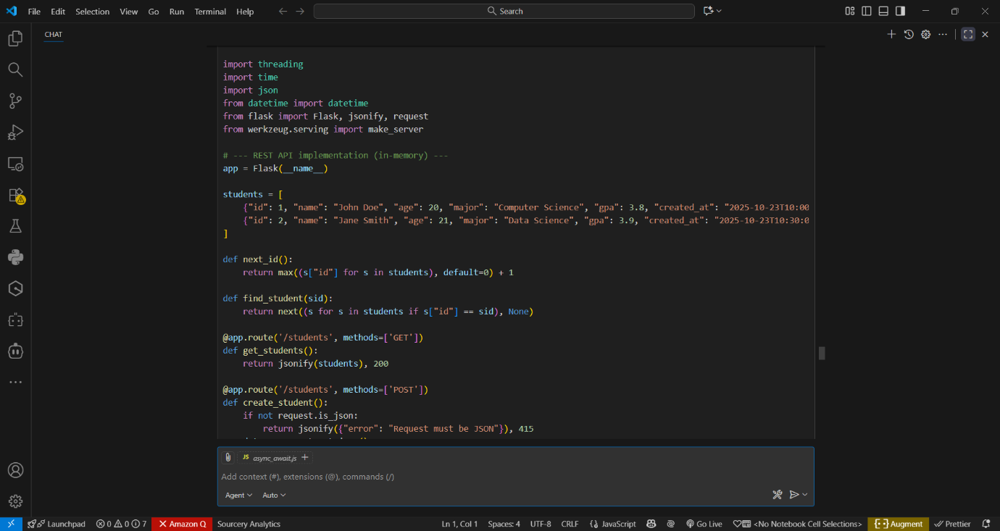 File Edit Selection View Go Run Terminal Help
Search
CHAT
import threading
import time
import json
from datetime import datetime
from flask import Flask, jsonify, request
from werkzeug.serving import make_server
# --- REST API implementation (in-memory) ---
app = Flask(__name__)
students = [
{"id": 1, "name": "John Doe", "age": 20, "major": "Computer Science", "gpa": 3.8, "created_at": "2025-10-23T10:00
{"id": 2, "name": "Jane Smith", "age": 21, "major": "Data Science", "gpa": 3.9, "created_at": "2025-10-23T10:30:0
]
def next_id():
return max((s["id"] for s in students), default=0) + 1
def find_student(sid):
return next((s for s in students if s["id"] == sid), None)
@app.route('/students', methods=['GET'])
def get_students():
return jsonify(students), 200
@app.route('/students', methods=['POST'])
def create_student():
if not request.is_json:
return jsonify({"error": "Request must be JSON"}), 415
JS async_await.js
Add context (#), extensions (@), commands (/)
Agent Auto
Launchpad 0 0 7 Amazon Q Sourcery Analytics Ln 1, Col 1 Spaces: 4 UTF-8 CRLF JavaScript Go Live <No Notebook Cell Selections> Augment Prettier